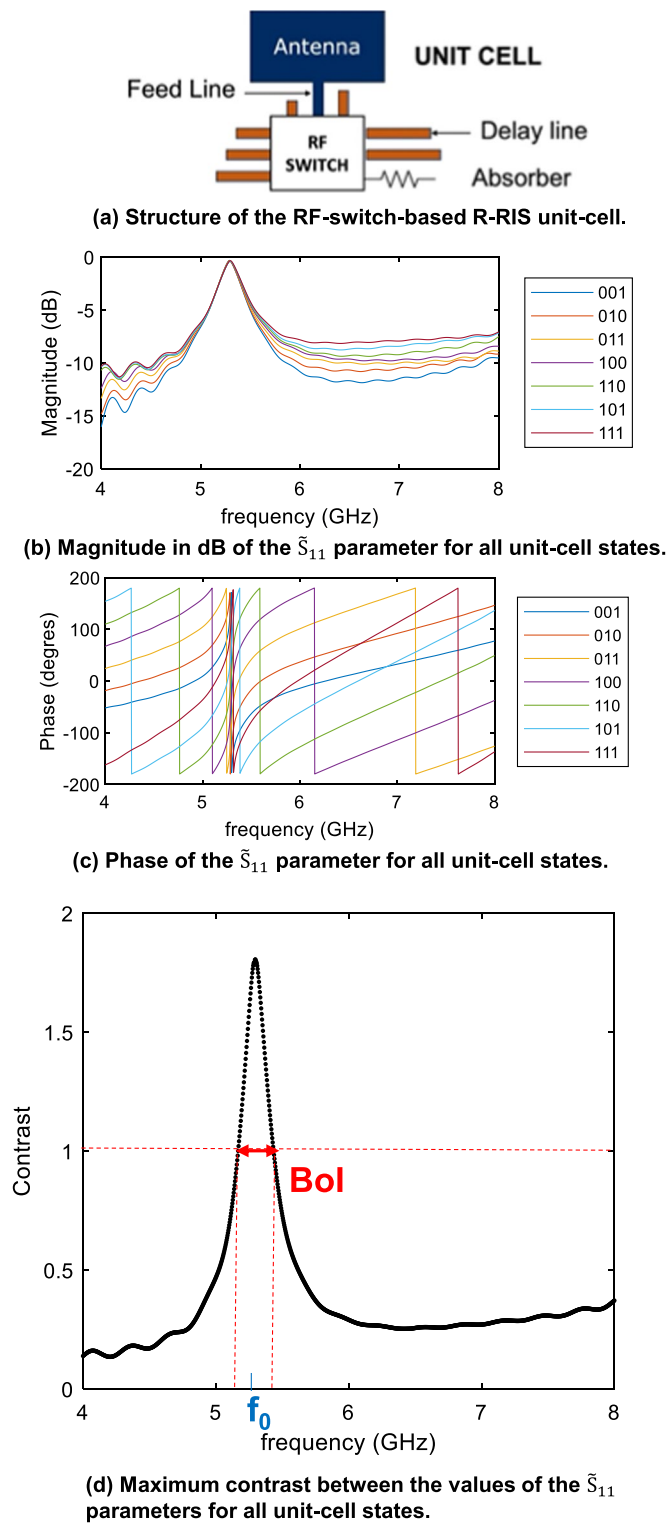 Antenna
UNIT CELL
Feed Line
RF
SWITCH
Delay line
Absorber
(a) Structure of the RF-switch-based R-RIS unit-cell.
0
-5
-10
-15
-20
Magnitude (dB)
4 5 6 7 8
frequency (GHz)
001
010
011
100
110
101
111
(b) Magnitude in dB of the S̃₁₁ parameter for all unit-cell states.
200
100
0
-100
-200
Phase (degres)
4 5 6 7 8
frequency (GHz)
001
010
011
100
110
101
111
(c) Phase of the S̃₁₁ parameter for all unit-cell states.
2
1.5
1
0.5
0
Contrast
BoI
4 5 6 7 8
f₀
frequency (GHz)
(d) Maximum contrast between the values of the S̃₁₁
parameters for all unit-cell states.